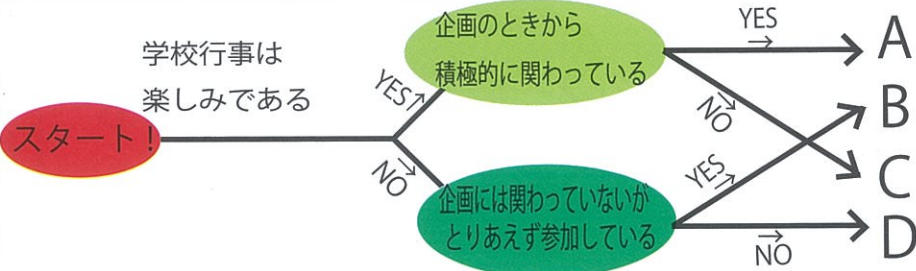 スタート!
学校行事は
楽しみである
YES↑
NO→
企画のときから
積極的に関わっている
企画には関わっていないが
とりあえず参加している
YES→
NO→
YES→
NO→
A
B
C
D